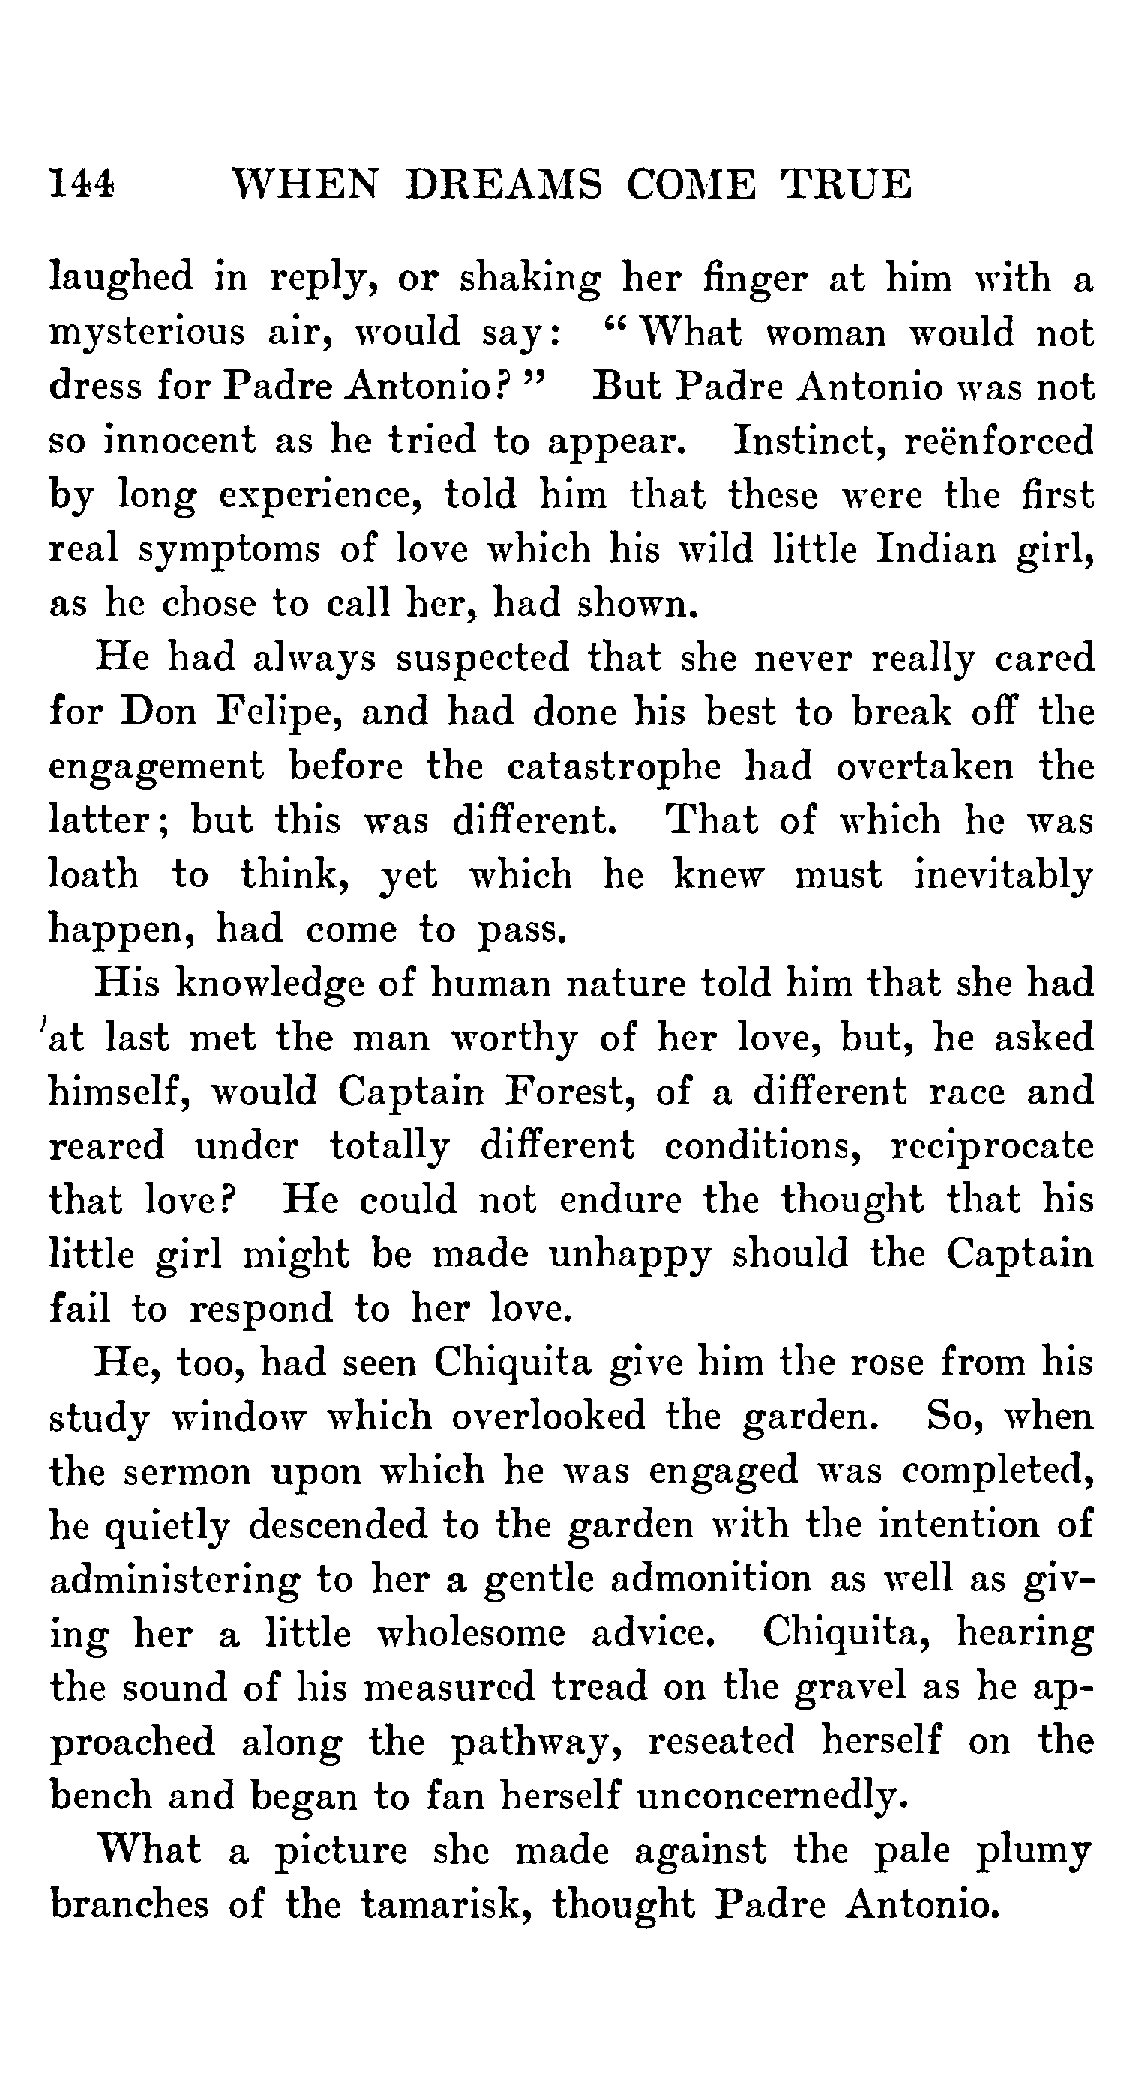 144 WHEN DREAMS COME TRUE
laughed in reply, or shaking her finger at him with a
mysterious air, would say: “ What woman would not
dress for Padre Antonio? ” But Padre Antonio was not
so innocent as he tried to appear. Instinct, reënforced
by long experience, told him that these were the first
real symptoms of love which his wild little Indian girl,
as he chose to call her, had shown.
He had always suspected that she never really cared
for Don Felipe, and had done his best to break off the
engagement before the catastrophe had overtaken the
latter; but this was different. That of which he was
loath to think, yet which he knew must inevitably
happen, had come to pass.
His knowledge of human nature told him that she had
'at last met the man worthy of her love, but, he asked
himself, would Captain Forest, of a different race and
reared under totally different conditions, reciprocate
that love? He could not endure the thought that his
little girl might be made unhappy should the Captain
fail to respond to her love.
He, too, had seen Chiquita give him the rose from his
study window which overlooked the garden. So, when
the sermon upon which he was engaged was completed,
he quietly descended to the garden with the intention of
administering to her a gentle admonition as well as giv-
ing her a little wholesome advice. Chiquita, hearing
the sound of his measured tread on the gravel as he ap-
proached along the pathway, reseated herself on the
bench and began to fan herself unconcernedly.
What a picture she made against the pale plumy
branches of the tamarisk, thought Padre Antonio.